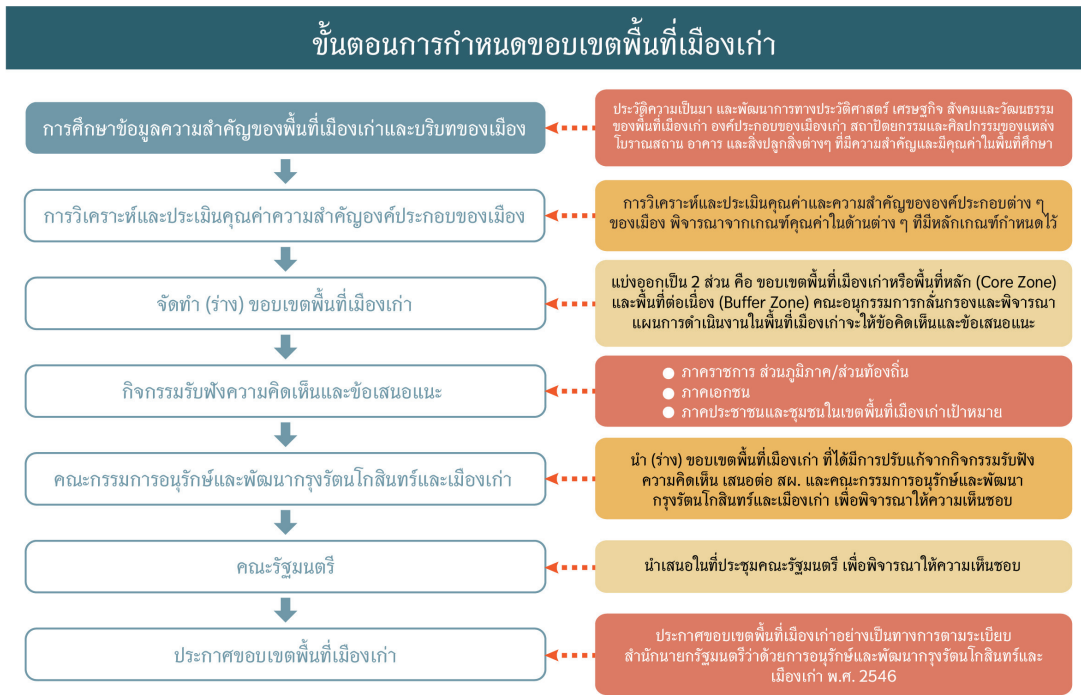 ขั้นตอนการกำหนดขอบเขตพื้นที่เมืองเก่า
การศึกษาข้อมูลความสำคัญของพื้นที่เมืองเก่าและบริบทของเมือง
ประวัติความเป็นมา และพัฒนาการทางประวัติศาสตร์ เศรษฐกิจ สังคมและวัฒนธรรม
ของพื้นที่เมืองเก่า องค์ประกอบของเมืองเก่า สถาปัตยกรรมและศิลปกรรมของแหล่ง
โบราณสถาน อาคาร และสิ่งปลูกสิ่งต่างๆ ที่มีความสำคัญและมีคุณค่าในพื้นที่ศึกษา
การวิเคราะห์และประเมินคุณค่าความสำคัญองค์ประกอบของเมือง
การวิเคราะห์และประเมินคุณค่าและความสำคัญขององค์ประกอบต่าง ๆ
ของเมือง พิจารณาจากเกณฑ์คุณค่าในด้านต่าง ๆ ที่มีหลักเกณฑ์กำหนดไว้
จัดทำ (ร่าง) ขอบเขตพื้นที่เมืองเก่า
แบ่งออกเป็น 2 ส่วน คือ ขอบเขตพื้นที่เมืองเก่าหรือพื้นที่หลัก (Core Zone)
และพื้นที่ต่อเนื่อง (Buffer Zone) คณะอนุกรรมการกลั่นกรองและพิจารณา
แผนการดำเนินงานในพื้นที่เมืองเก่าจะให้ข้อคิดเห็นและข้อเสนอแนะ
กิจกรรมรับฟังความคิดเห็นและข้อเสนอแนะ
● ภาคราชการ ส่วนภูมิภาค/ส่วนท้องถิ่น
● ภาคเอกชน
● ภาคประชาชนและชุมชนในเขตพื้นที่เมืองเก่าเป้าหมาย
คณะกรรมการอนุรักษ์และพัฒนากรุงรัตนโกสินทร์และเมืองเก่า
นำ (ร่าง) ขอบเขตพื้นที่เมืองเก่า ที่ได้มีการปรับแก้จากกิจกรรมรับฟัง
ความคิดเห็น เสนอต่อ สผ. และคณะกรรมการอนุรักษ์และพัฒนา
กรุงรัตนโกสินทร์และเมืองเก่า เพื่อพิจารณาให้ความเห็นชอบ
คณะรัฐมนตรี
นำเสนอในที่ประชุมคณะรัฐมนตรี เพื่อพิจารณาให้ความเห็นชอบ
ประกาศขอบเขตพื้นที่เมืองเก่า
ประกาศขอบเขตพื้นที่เมืองเก่าอย่างเป็นทางการตามระเบียบ
สำนักนายกรัฐมนตรีว่าด้วยการอนุรักษ์และพัฒนากรุงรัตนโกสินทร์และ
เมืองเก่า พ.ศ. 2546